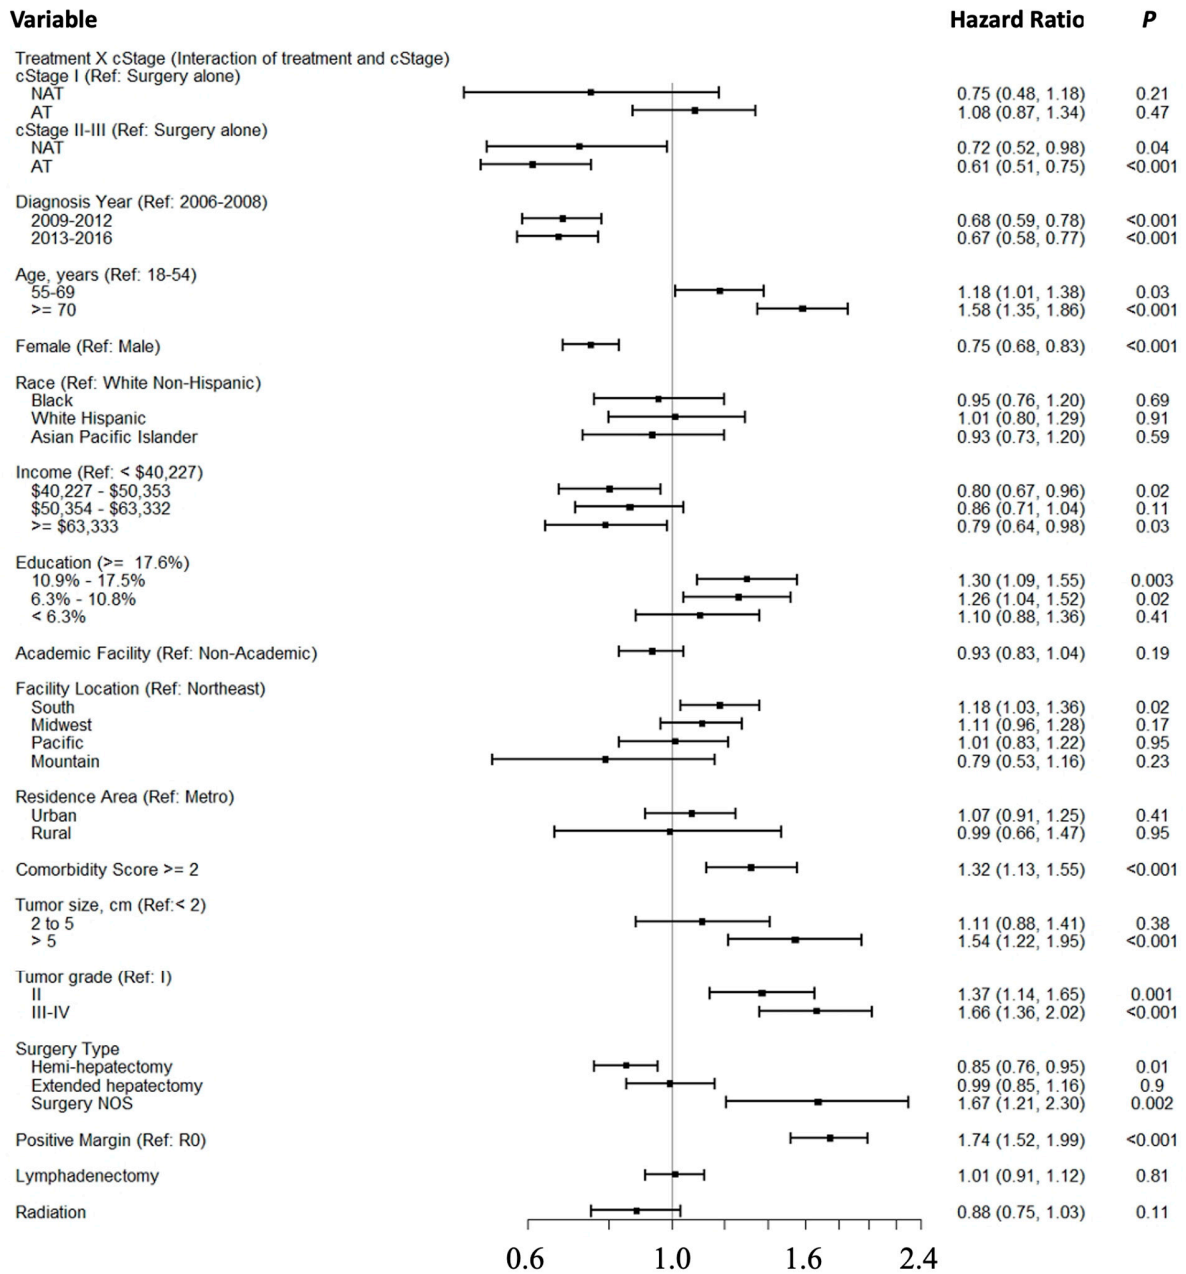 Variable Hazard Ratio P
Treatment X cStage (Interaction of treatment and cStage)
cStage I (Ref: Surgery alone)
NAT 0.75 (0.48, 1.18) 0.21
AT 1.08 (0.87, 1.34) 0.47
cStage II-III (Ref: Surgery alone)
NAT 0.72 (0.52, 0.98) 0.04
AT 0.61 (0.51, 0.75) <0.001
Diagnosis Year (Ref: 2006-2008)
2009-2012 0.68 (0.59, 0.78) <0.001
2013-2016 0.67 (0.58, 0.77) <0.001
Age, years (Ref: 18-54)
55-69 1.18 (1.01, 1.38) 0.03
>= 70 1.58 (1.35, 1.86) <0.001
Female (Ref: Male) 0.75 (0.68, 0.83) <0.001
Race (Ref: White Non-Hispanic)
Black 0.95 (0.76, 1.20) 0.69
White Hispanic 1.01 (0.80, 1.29) 0.91
Asian Pacific Islander 0.93 (0.73, 1.20) 0.59
Income (Ref: < $40,227)
$40,227 - $50,353 0.80 (0.67, 0.96) 0.02
$50,354 - $63,332 0.86 (0.71, 1.04) 0.11
>= $63,333 0.79 (0.64, 0.98) 0.03
Education (>= 17.6%)
10.9% - 17.5% 1.30 (1.09, 1.55) 0.003
6.3% - 10.8% 1.26 (1.04, 1.52) 0.02
< 6.3% 1.10 (0.88, 1.36) 0.41
Academic Facility (Ref: Non-Academic) 0.93 (0.83, 1.04) 0.19
Facility Location (Ref: Northeast)
South 1.18 (1.03, 1.36) 0.02
Midwest 1.11 (0.96, 1.28) 0.17
Pacific 1.01 (0.83, 1.22) 0.95
Mountain 0.79 (0.53, 1.16) 0.23
Residence Area (Ref: Metro)
Urban 1.07 (0.91, 1.25) 0.41
Rural 0.99 (0.66, 1.47) 0.95
Comorbidity Score >= 2 1.32 (1.13, 1.55) <0.001
Tumor size, cm (Ref:< 2)
2 to 5 1.11 (0.88, 1.41) 0.38
> 5 1.54 (1.22, 1.95) <0.001
Tumor grade (Ref: I)
II 1.37 (1.14, 1.65) 0.001
III-IV 1.66 (1.36, 2.02) <0.001
Surgery Type
Hemi-hepatectomy 0.85 (0.76, 0.95) 0.01
Extended hepatectomy 0.99 (0.85, 1.16) 0.9
Surgery NOS 1.67 (1.21, 2.30) 0.002
Positive Margin (Ref: R0) 1.74 (1.52, 1.99) <0.001
Lymphadenectomy 1.01 (0.91, 1.12) 0.81
Radiation 0.88 (0.75, 1.03) 0.11
0.6 1.0 1.6 2.4